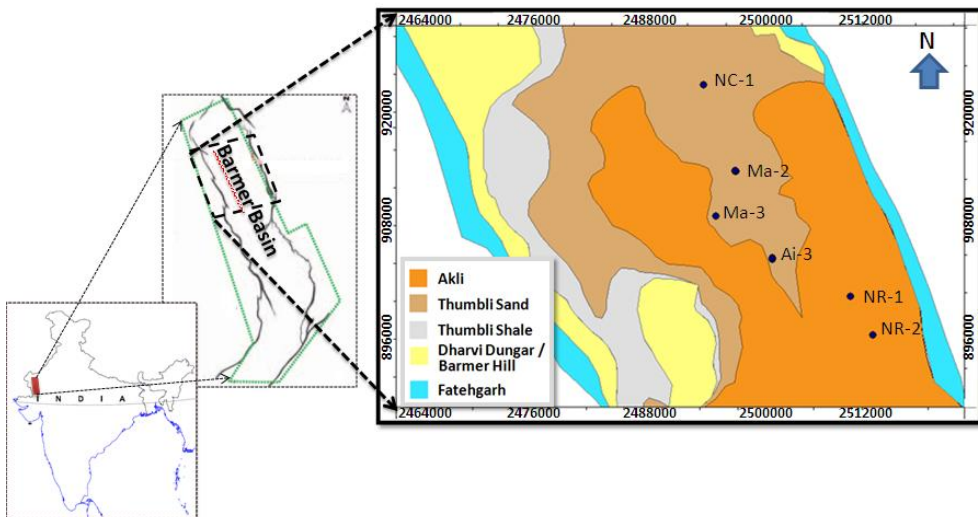 2464000 2476000 2488000 2500000 2512000
N
NC-1
920000
920000
Ma-2
Barmer Basin
Ma-3
908000
908000
Ai-3
Akli
NR-1
Thumbli Sand
NR-2
Thumbli Shale
896000
896000
Dharvi Dungar /
Barmer Hill
Fatehgarh
2464000 2476000 2488000 2500000 2512000
INDIA